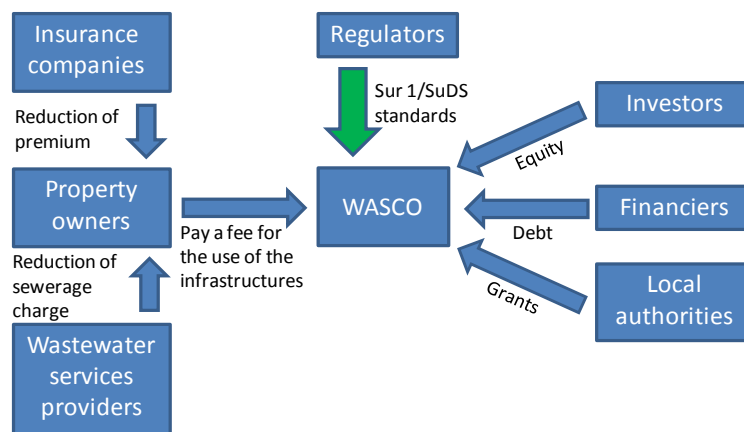 Insurance
companies
Regulators
Reduction of
premium
Sur 1/SuDS
standards
Investors
Equity
Property
owners
Pay a fee for
the use of the
infrastructures
WASCO
Financiers
Debt
Reduction of
sewerage
charge
Grants
Local
authorities
Wastewater
services
providers